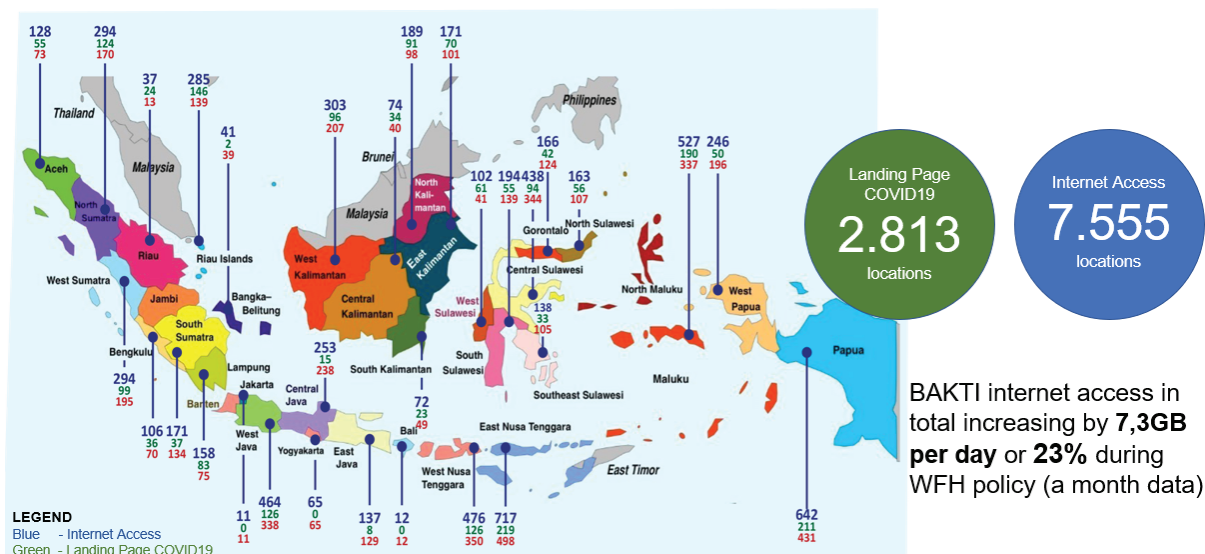 128
55
73
294
124
170
189
91
98
171
70
101
37
24
13
285
146
139
41
2
39
303
96
207
74
34
40
166
42
124
527
190
337
246
50
196
102
61
41
194
55
139
438
94
344
163
56
107
Thailand
Malaysia
Brunei
Malaysia
Philippines
Aceh
North
Sumatra
Riau
Riau Islands
West Sumatra
Jambi
Bangka–
Belitung
South
Sumatra
Bengkulu
Lampung
Jakarta
Banten
West
Kalimantan
Central
Kalimantan
North
Kali-
mantan
East
Kalimantan
South Kalimantan
West
Sulawesi
South
Sulawesi
Gorontalo
North Sulawesi
Central Sulawesi
138
33
105
Southeast Sulawesi
North Maluku
Maluku
West
Papua
Papua
294
99
195
106
36
70
171
37
134
158
83
75
253
15
238
Central
Java
72
23
49
West
Java
Yogyakarta
East
Java
Bali
West Nusa
Tenggara
East Nusa Tenggara
East Timor
11
0
11
464
126
338
65
0
65
137
8
129
12
0
12
476
126
350
717
219
498
642
211
431
LEGEND
Blue - Internet Access
Green - Landing Page COVID19
Landing Page
COVID19
2.813
locations
Internet Access
7.555
locations
BAKTI internet access in
total increasing by 7,3GB
per day or 23% during
WFH policy (a month data)